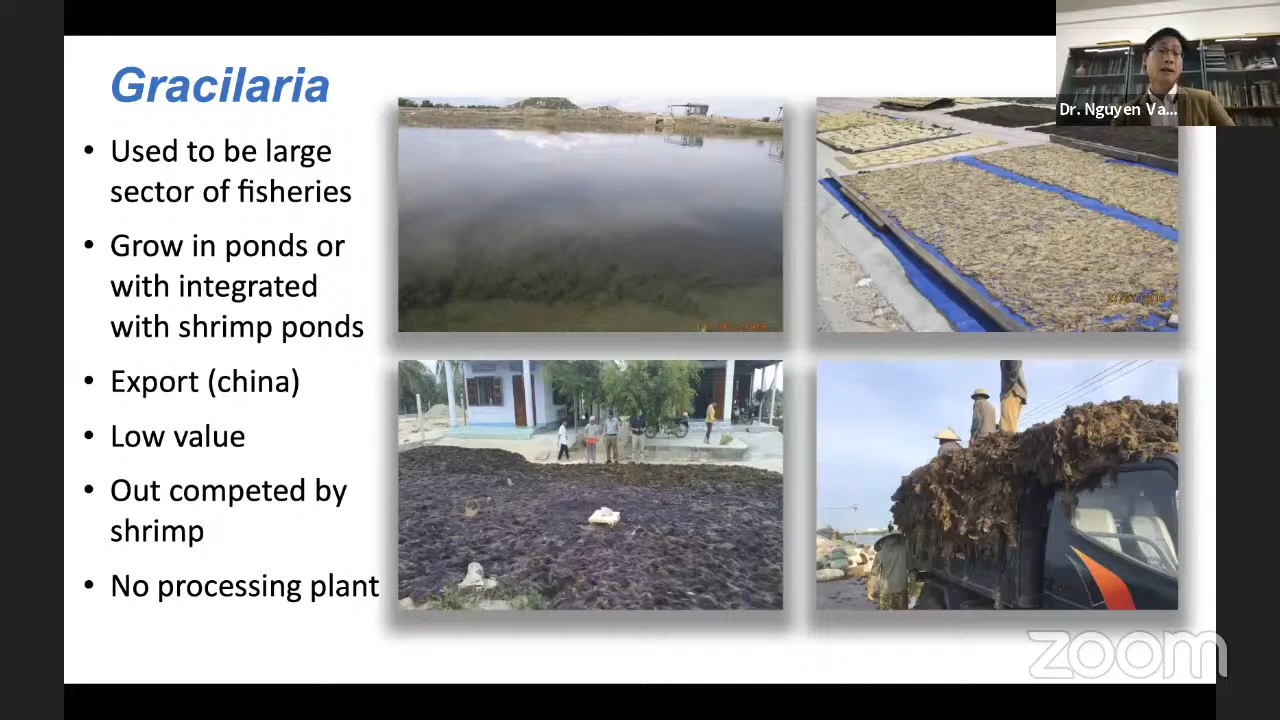 Gracilaria
• Used to be large
sector of fisheries
• Grow in ponds or
with integrated
with shrimp ponds
• Export (china)
• Low value
• Out competed by
shrimp
• No processing plant
Dr. Nguyen Va...
zoom